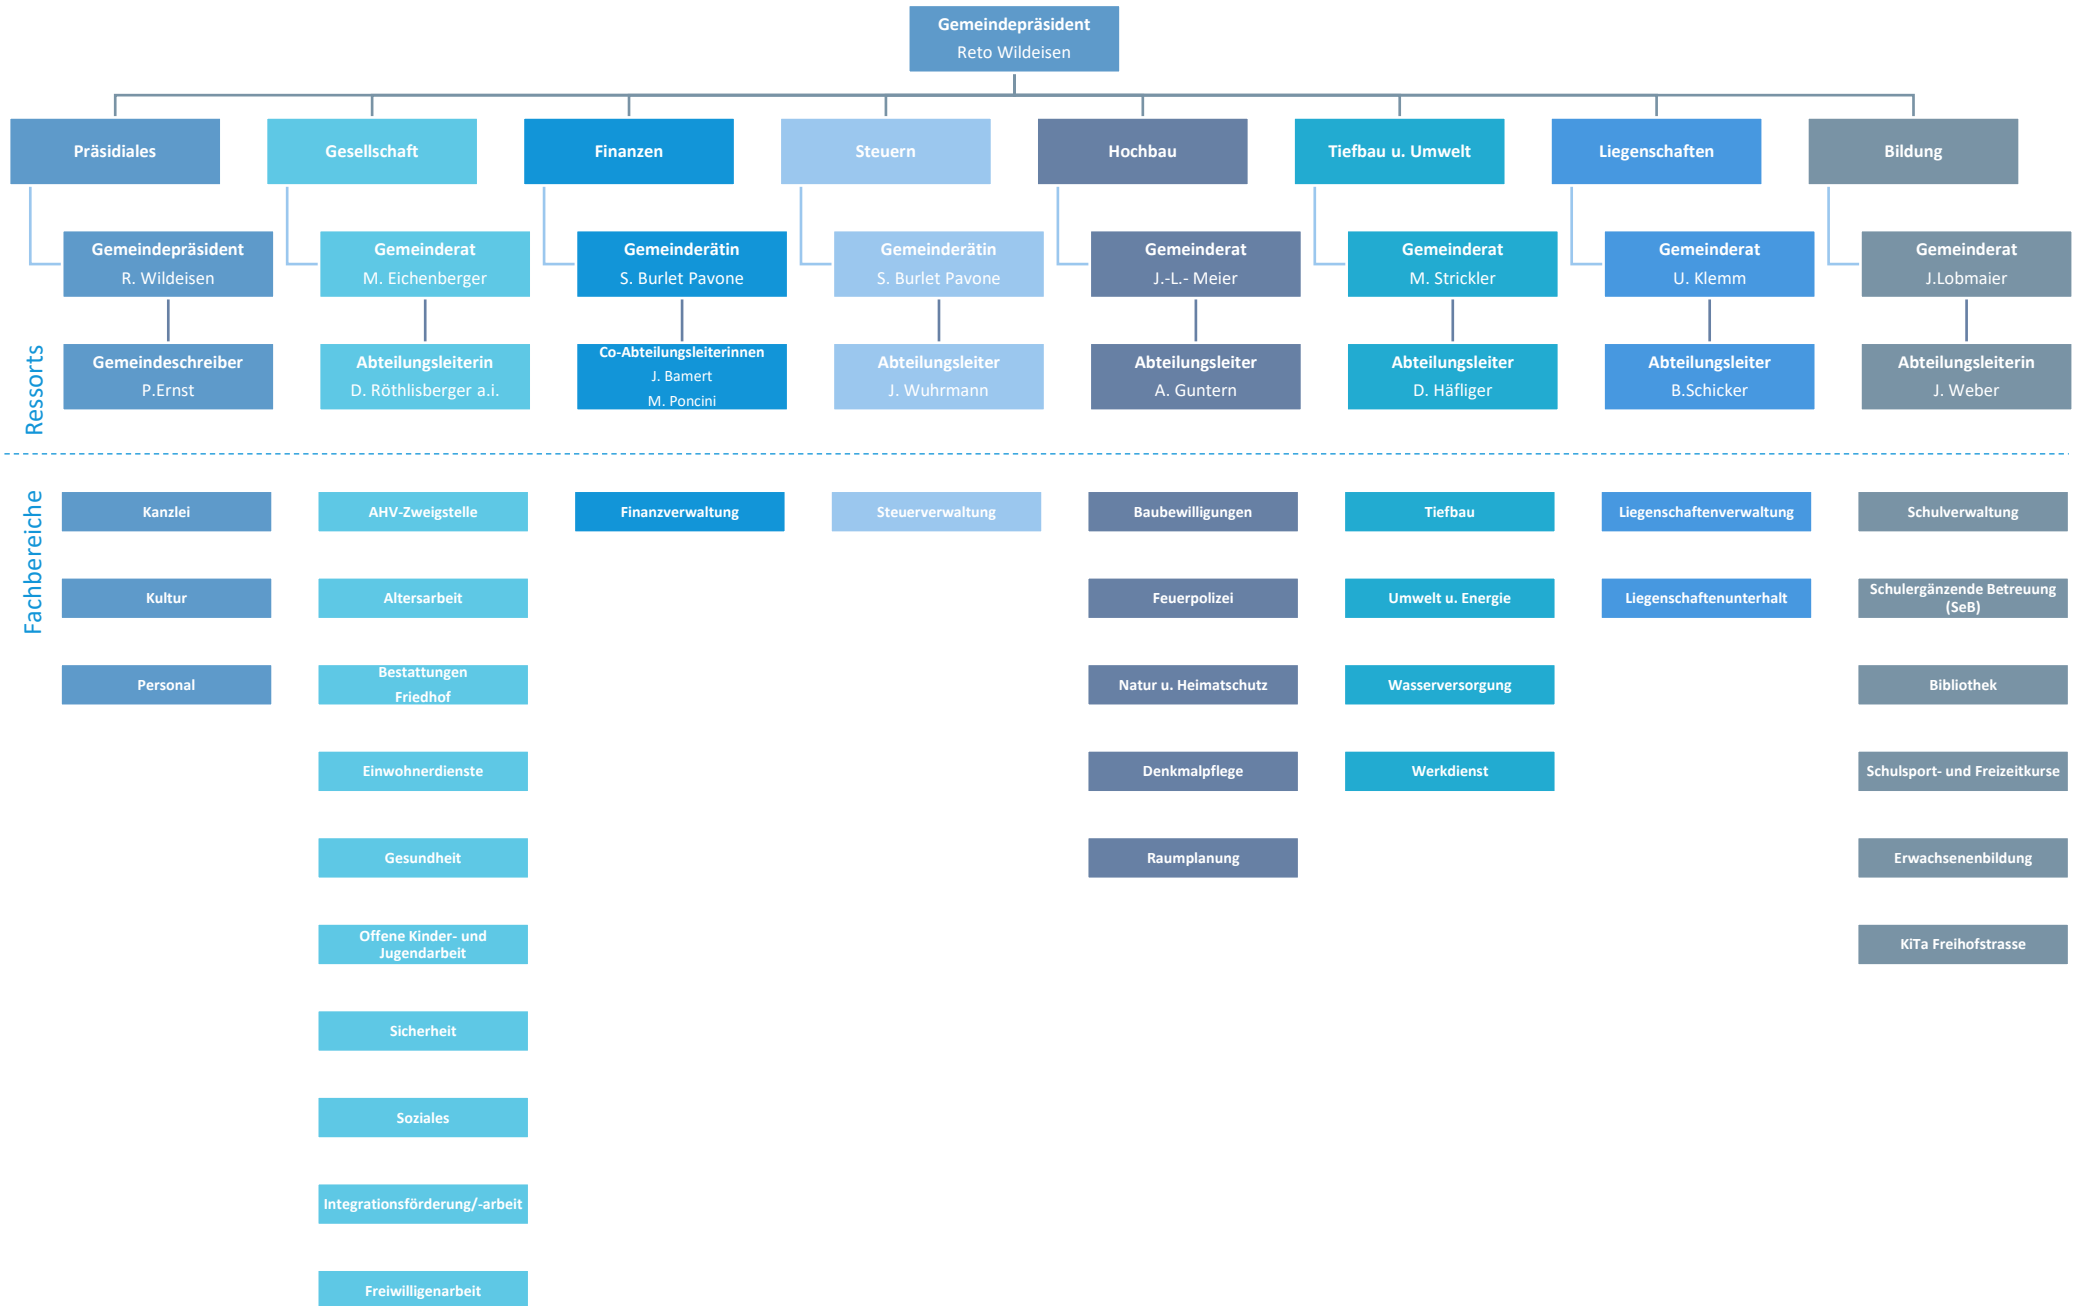 Gemeindepräsident
Reto Wildeisen
Präsidiales
Gesellschaft
Finanzen
Steuern
Hochbau
Tiefbau u. Umwelt
Liegenschaften
Bildung
Gemeindepräsident
R. Wildeisen
Gemeinderat
M. Eichenberger
Gemeinderätin
S. Burlet Pavone
Gemeinderätin
S. Burlet Pavone
Gemeinderat
J.-L.- Meier
Gemeinderat
M. Strickler
Gemeinderat
U. Klemm
Gemeinderat
J.Lobmaier
Ressorts
Gemeindeschreiber
P.Ernst
Abteilungsleiterin
D. Röthlisberger a.i.
Co-Abteilungsleiterinnen
J. Bamert
M. Poncini
Abteilungsleiter
J. Wuhrmann
Abteilungsleiter
A. Guntern
Abteilungsleiter
D. Häfliger
Abteilungsleiter
B.Schicker
Abteilungsleiterin
J. Weber
Fachbereiche
Kanzlei
AHV-Zweigstelle
Finanzverwaltung
Steuerverwaltung
Baubewilligungen
Tiefbau
Liegenschaftenverwaltung
Schulverwaltung
Kultur
Altersarbeit
Feuerpolizei
Umwelt u. Energie
Liegenschaftenunterhalt
Schulergänzende Betreuung
(SeB)
Personal
Bestattungen
Friedhof
Natur u. Heimatschutz
Wasserversorgung
Bibliothek
Einwohnerdienste
Denkmalpflege
Werkdienst
Schulsport- und Freizeitkurse
Gesundheit
Raumplanung
Erwachsenenbildung
Offene Kinder- und
Jugendarbeit
KiTa Freihofstrasse
Sicherheit
Soziales
Integrationsförderung/-arbeit
Freiwilligenarbeit